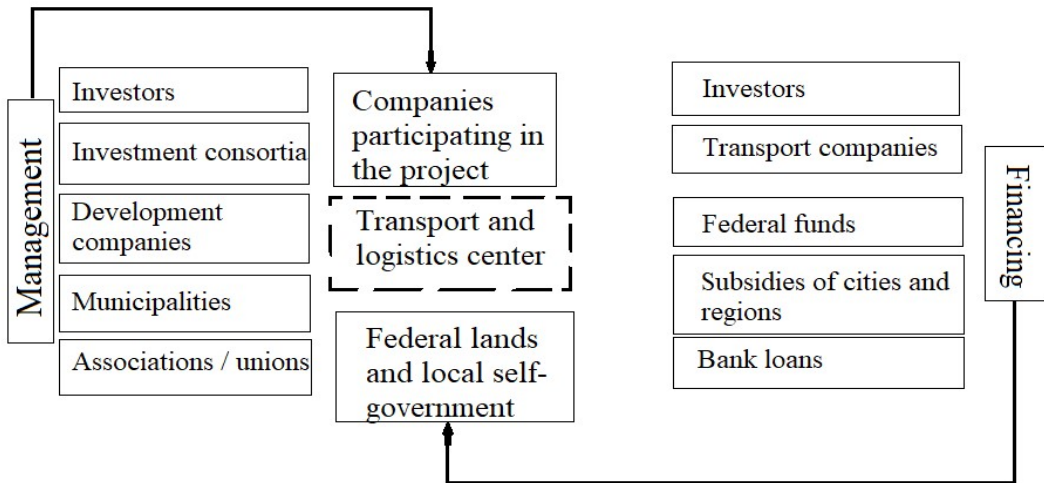 Management
Investors
Investment consortia
Development
companies
Municipalities
Associations / unions
Companies
participating in
the project
Transport and
logistics center
Federal lands
and local self-
government
Investors
Transport companies
Federal funds
Subsidies of cities and
regions
Bank loans
Financing